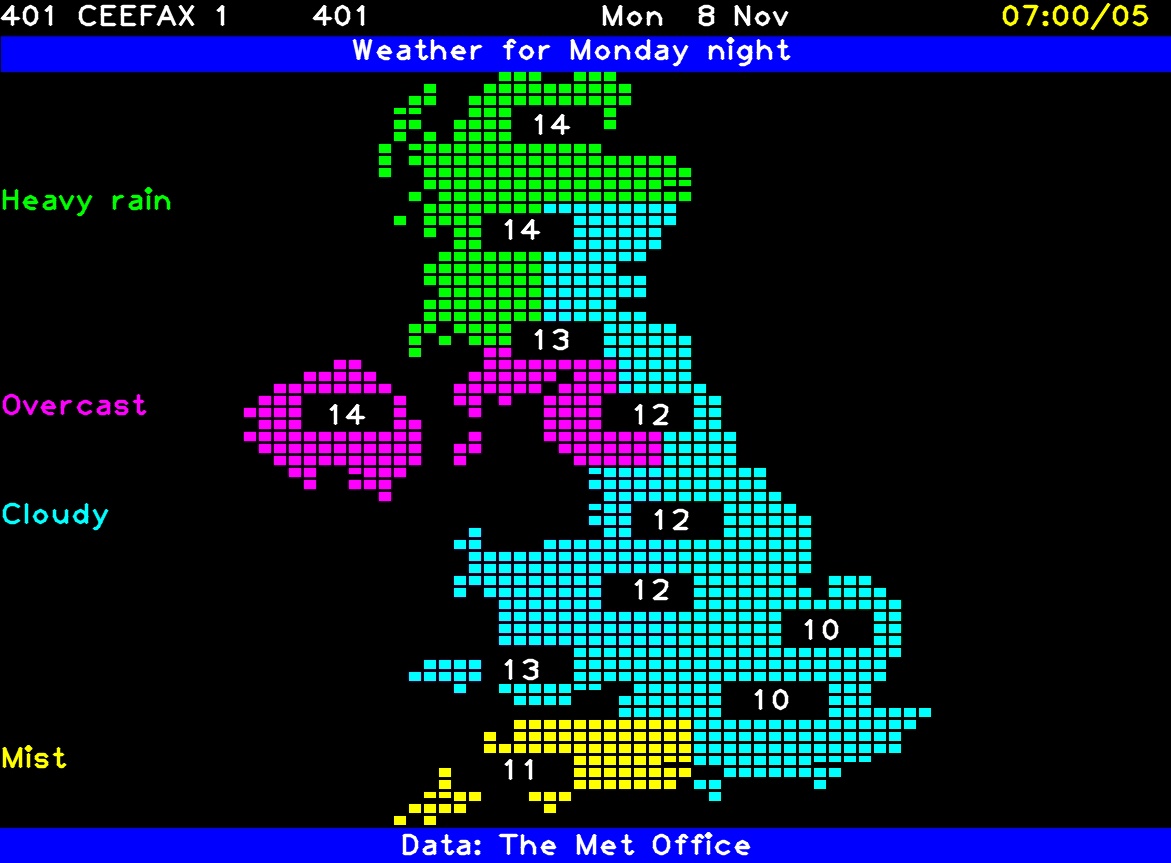 401 CEEFAX 1 401 Mon 8 Nov 07:00/05
Weather for Monday night
14
Heavy rain
14
13
Overcast 14 12
Cloudy 12
12
10
13
10
Mist
11
Data: The Met Office